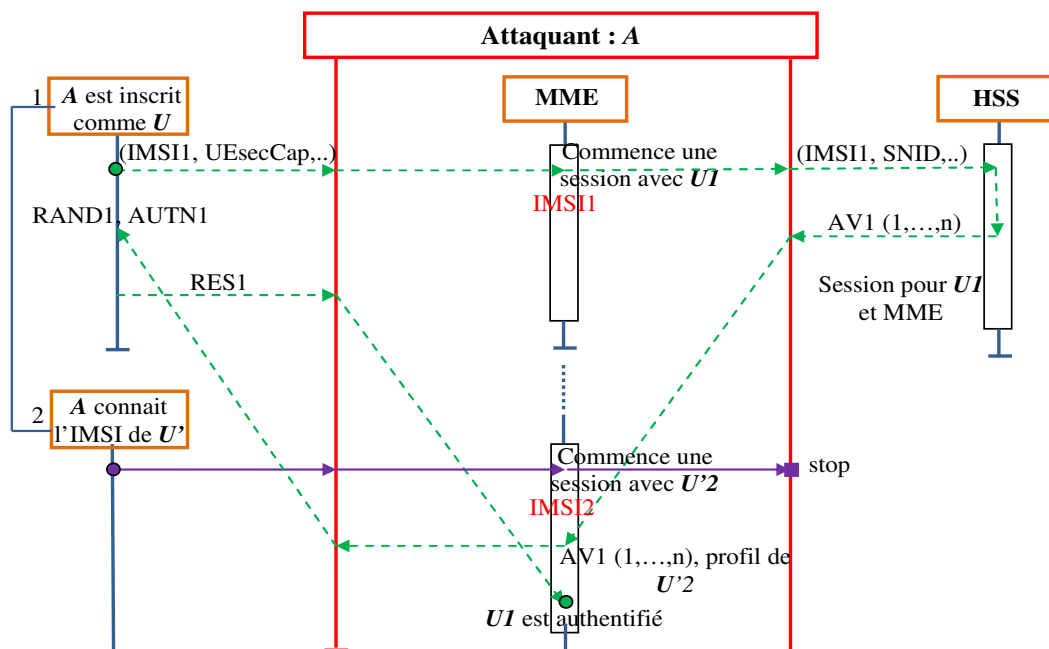 Attaquant : A
1
A est inscrit
comme U
MME
HSS
(IMSI1, UEsecCap,..)
Commence une
session avec U1
IMSI1
(IMSI1, SNID,..)
RAND1, AUTN1
AV1 (1,…,n)
RES1
Session pour U1
et MME
2
A connait
l’IMSI de U'
Commence une
session avec U'2
IMSI2
stop
AV1 (1,…,n), profil de
U'2
U1 est authentifié